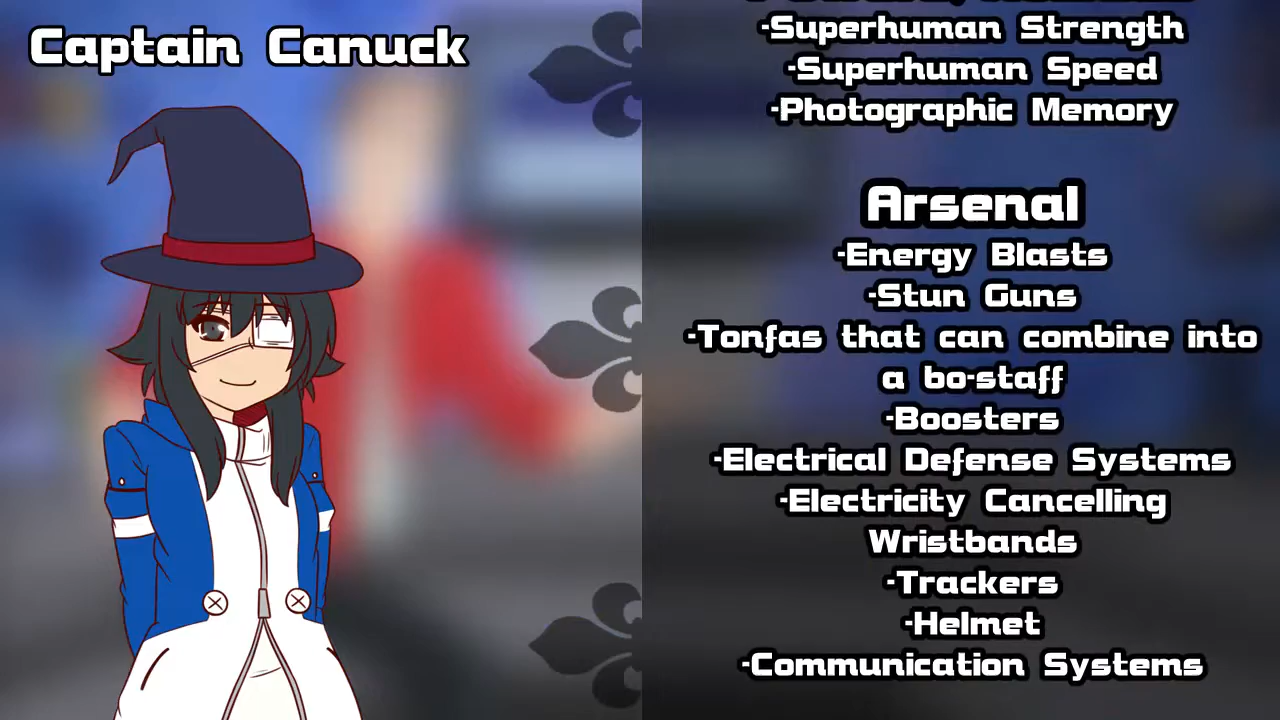 Captain Canuck
-Superhuman Strength
-Superhuman Speed
-Photographic Memory
Arsenal
-Energy Blasts
-Stun Guns
-Tonfas that can combine into
a bo-staff
-Boosters
-Electrical Defense Systems
-Electricity Cancelling
Wristbands
-Trackers
-Helmet
-Communication Systems